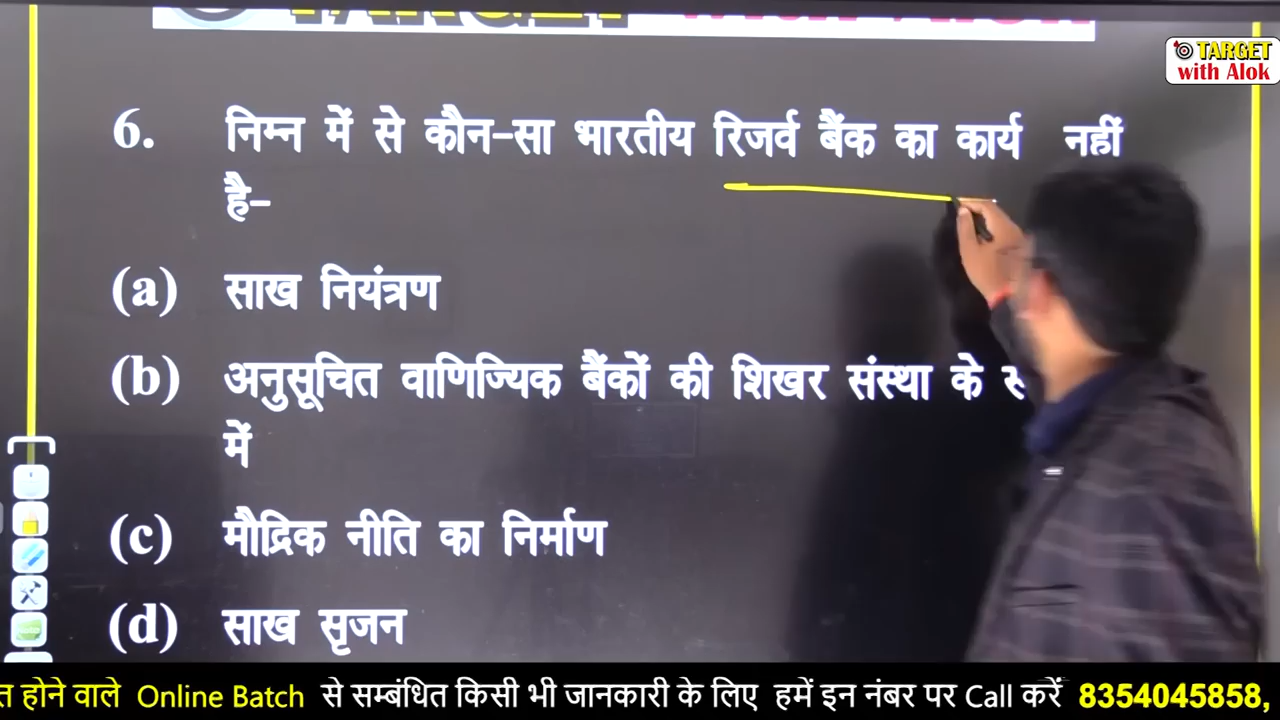 TARGET
with Alok
6. निम्न में से कौन-सा भारतीय रिजर्व बैंक का कार्य नहीं
है-
(a) साख नियंत्रण
(b) अनुसूचित वाणिज्यिक बैंकों की शिखर संस्था के
में
(c) मौद्रिक नीति का निर्माण
(d) साख सृजन
होने वाले Online Batch से सम्बंधित किसी भी जानकारी के लिए हमें इन नंबर पर Call करें 8354045858,